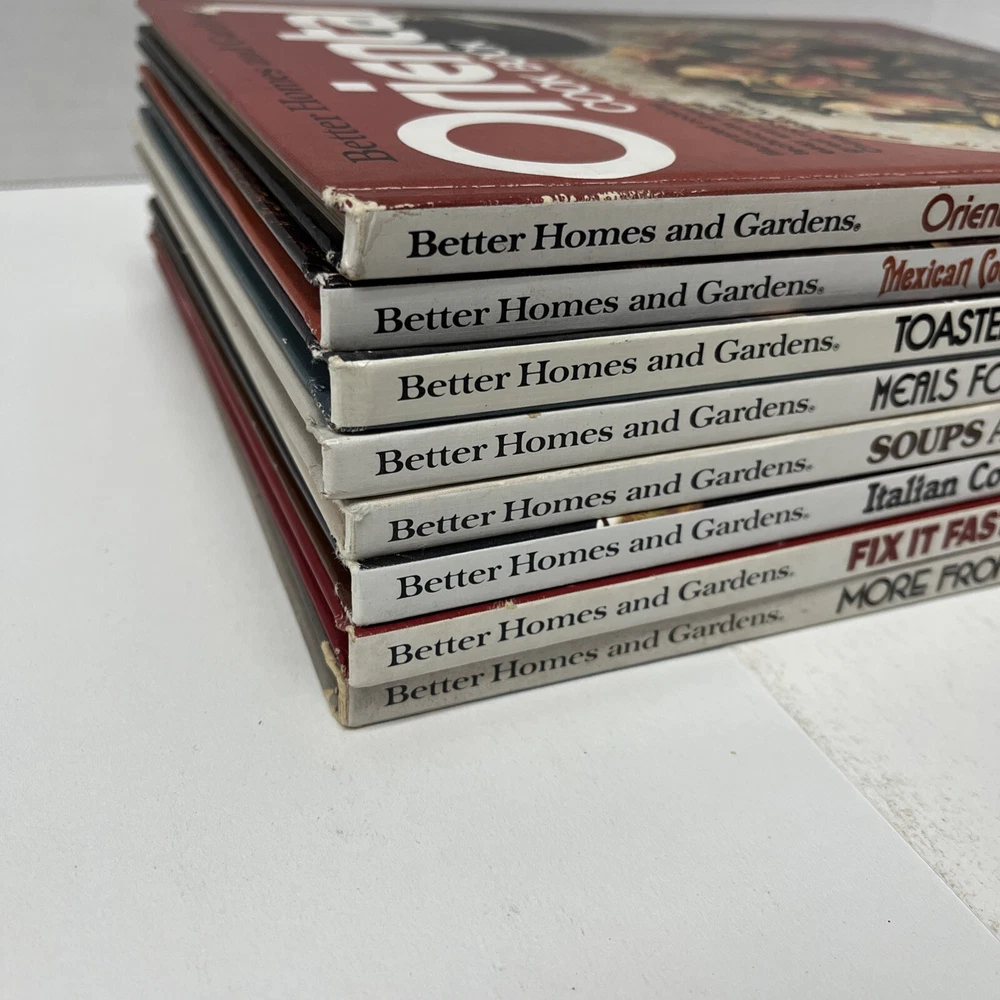 Better Homes and Gardens
Oriental
COOK BOOK
Better Homes and Gardens® Orien
Better Homes and Gardens® Mexican Co
Better Homes and Gardens® TOASTE
Better Homes and Gardens® MEALS FO
Better Homes and Gardens® SOUPS A
Better Homes and Gardens® Italian Co
Better Homes and Gardens® FIX IT FAS
Better Homes and Gardens® MORE FROM